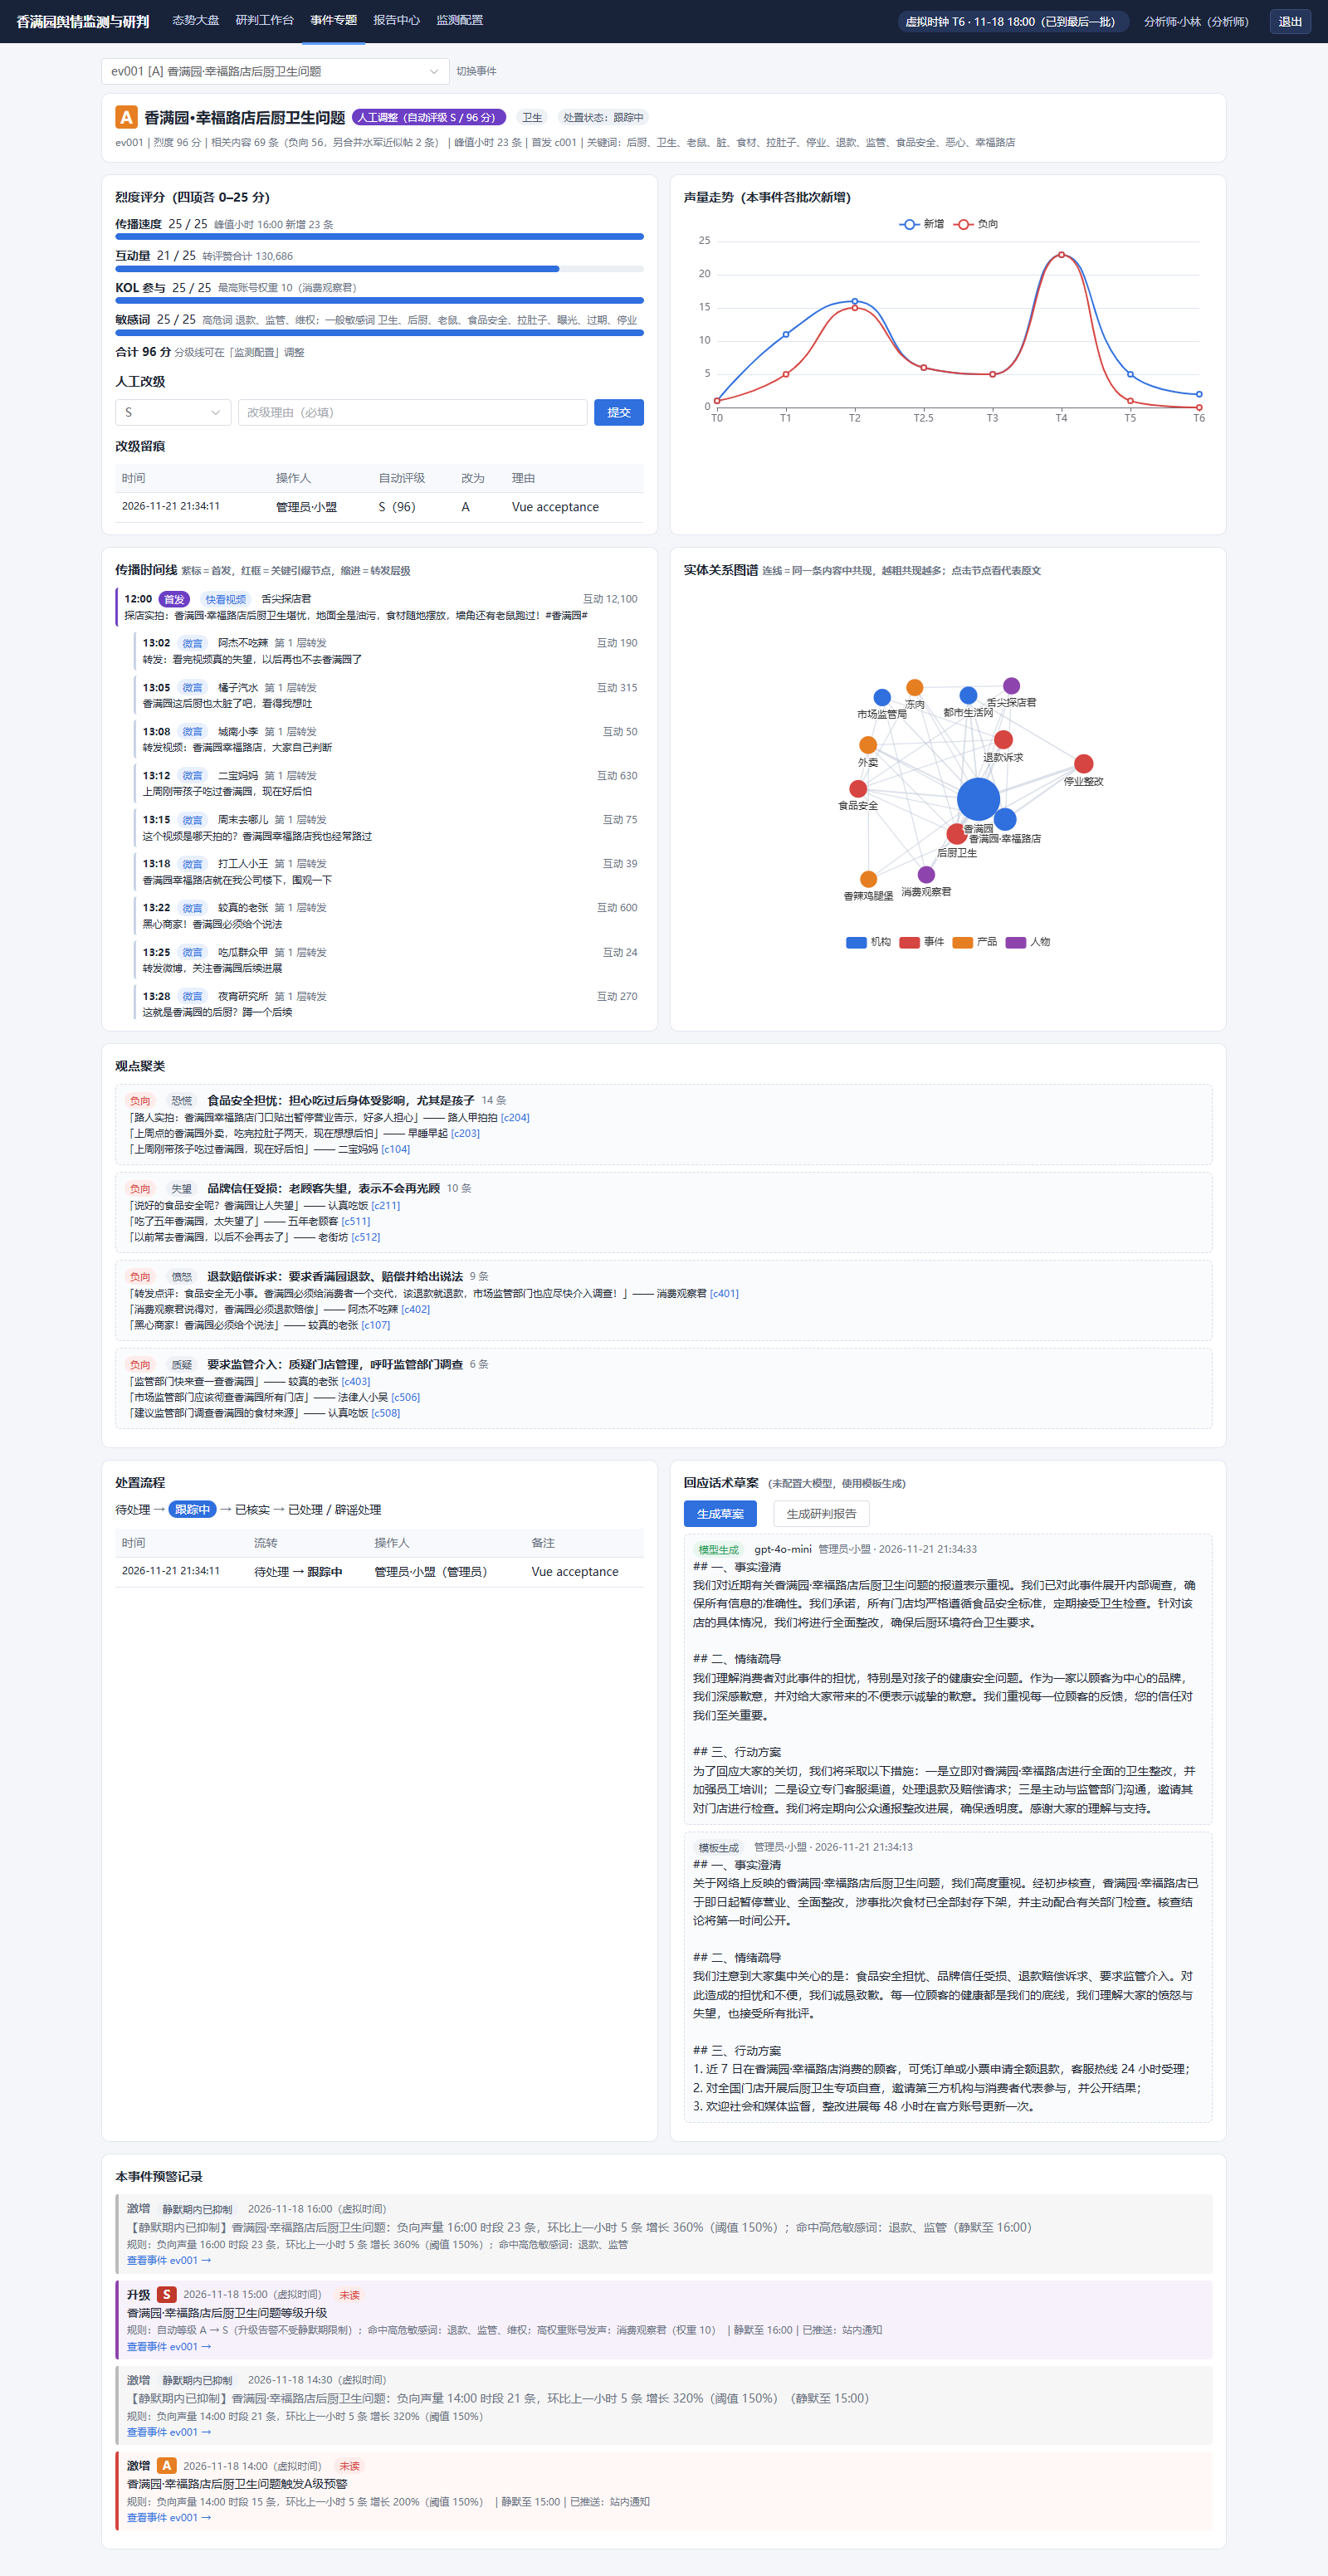 香满园舆情监测与研判
态势大盘 研判工作台 事件专题 报告中心 监测配置
虚拟时钟 T6 · 11-18 18:00（已到最后一批）
分析师·小林（分析师）
退出
ev001 [A] 香满园·幸福路店后厨卫生问题
切换事件
A 香满园·幸福路店后厨卫生问题 人工调整（自动评级 S / 96 分） 卫生 处置状态：跟踪中
ev001 | 烈度 96 分 | 相关内容 69 条（负向 56，另合并水军近似帖 2 条） | 峰值小时 23 条 | 首发 c001 | 关键词：后厨、卫生、老鼠、脏、食材、拉肚子、停业、退款、监管、食品安全、恶心、幸福路店
烈度评分（四项各 0–25 分）
传播速度 25 / 25 峰值小时 16:00 新增 23 条
互动量 21 / 25 转评赞合计 130,686
KOL 参与 25 / 25 最高账号权重 10（消费观察君）
敏感词 25 / 25 高危词 退款、监管、维权；一般敏感词 卫生、后厨、老鼠、食品安全、拉肚子、曝光、过期、停业
合计 96 分 分级线可在「监测配置」调整
人工改级
S
改级理由（必填）
提交
改级留痕
时间 操作人 自动评级 改为 理由
2026-11-21 21:34:11 管理员·小盟 S（96） A Vue acceptance
声量走势（本事件各批次新增）
新增 负向
25
20
15
10
5
0
T0 T1 T2 T2.5 T3 T4 T5 T6
传播时间线 紫标 = 首发，红框 = 关键引爆节点，缩进 = 转发层级
12:00 首发 快看视频 舌尖探店君 互动 12,100
探店实拍：香满园·幸福路店后厨卫生堪忧，地面全是油污，食材随地摆放，墙角还有老鼠跑过！#香满园#
13:02 微言 阿杰不吃辣 第 1 层转发 互动 190
转发：看完视频真的失望，以后再也不去香满园了
13:05 微言 橘子汽水 第 1 层转发 互动 315
香满园这后厨也太脏了吧，看得我想吐
13:08 微言 城南小李 第 1 层转发 互动 50
转发视频：香满园幸福路店，大家自己判断
13:12 微言 二宝妈妈 第 1 层转发 互动 630
上周刚带孩子吃过香满园，现在好后怕
13:15 微言 周末去哪儿 第 1 层转发 互动 75
这个视频是哪天拍的？香满园幸福路店我也经常路过
13:18 微言 打工人小王 第 1 层转发 互动 39
香满园幸福路店就在我公司楼下，围观一下
13:22 微言 较真的老张 第 1 层转发 互动 600
黑心商家！香满园必须给个说法
13:25 微言 吃瓜群众甲 第 1 层转发 互动 24
转发微博，关注香满园后续进展
13:28 微言 夜宵研究所 第 1 层转发 互动 270
这就是香满园的后厨？蹲一个后续
实体关系图谱 连线 = 同一条内容中共现，越粗共现越多；点击节点看代表原文
冻肉
舌尖探店君
市场监管局
都市生活网
退款诉求
外卖
停业整改
食品安全
香满园
香满园·幸福路店
后厨卫生
香辣鸡腿堡
消费观察君
机构 事件 产品 人物
观点聚类
负向 恐慌 食品安全担忧：担心吃过后身体受影响，尤其是孩子 14 条
「路人实拍：香满园幸福路店门口贴出暂停营业告示，好多人担心」—— 路人甲拍拍 [c204]
「上周点的香满园外卖，吃完拉肚子两天，现在想想后怕」—— 早睡早起 [c203]
「上周刚带孩子吃过香满园，现在好后怕」—— 二宝妈妈 [c104]
负向 失望 品牌信任受损：老顾客失望，表示不会再光顾 10 条
「说好的食品安全呢？香满园让人失望」—— 认真吃饭 [c211]
「吃了五年香满园，太失望了」—— 五年老顾客 [c511]
「以前常去香满园，以后不会再去了」—— 老街坊 [c512]
负向 愤怒 退款赔偿诉求：要求香满园退款、赔偿并给出说法 9 条
「转发点评：食品安全无小事。香满园必须给消费者一个交代，该退款就退款，市场监管部门也应尽快介入调查！」—— 消费观察君 [c401]
「消费观察君说得对，香满园必须退款赔偿」—— 阿杰不吃辣 [c402]
「黑心商家！香满园必须给个说法」—— 较真的老张 [c107]
负向 质疑 要求监管介入：质疑门店管理，呼吁监管部门调查 6 条
「监管部门快来查一查香满园」—— 较真的老张 [c403]
「市场监管部门应该彻查香满园所有门店」—— 法律人小吴 [c506]
「建议监管部门调查香满园的食材来源」—— 认真吃饭 [c508]
处置流程
待处理 → 跟踪中 → 已核实 → 已处理 / 辟谣处理
时间 流转 操作人 备注
2026-11-21 21:34:11 待处理 → 跟踪中 管理员·小盟（管理员） Vue acceptance
回应话术草案 （未配置大模型，使用模板生成）
生成草案 生成研判报告
模型生成 gpt-4o-mini 管理员·小盟 · 2026-11-21 21:34:33
## 一、事实澄清
我们对近期有关香满园·幸福路店后厨卫生问题的报道表示重视。我们已对此事件展开内部调查，确
保所有信息的准确性。我们承诺，所有门店均严格遵循食品安全标准，定期接受卫生检查。针对该
店的具体情况，我们将进行全面整改，确保后厨环境符合卫生要求。
## 二、情绪疏导
我们理解消费者对此事件的担忧，特别是对孩子的健康安全问题。作为一家以顾客为中心的品牌，
我们深感歉意，并对给大家带来的不便表示诚挚的歉意。我们重视每一位顾客的反馈，您的信任对
我们至关重要。
## 三、行动方案
为了回应大家的关切，我们将采取以下措施：一是立即对香满园·幸福路店进行全面的卫生整改，并
加强员工培训；二是设立专门客服渠道，处理退款及赔偿请求；三是主动与监管部门沟通，邀请其
对门店进行检查。我们将定期向公众通报整改进展，确保透明度。感谢大家的理解与支持。
模板生成 管理员·小盟 · 2026-11-21 21:34:13
## 一、事实澄清
关于网络上反映的香满园·幸福路店后厨卫生问题，我们高度重视。经初步核查，香满园·幸福路店已
于即日起暂停营业、全面整改，涉事批次食材已全部封存下架，并主动配合有关部门检查。核查结
论将第一时间公开。
## 二、情绪疏导
我们注意到大家集中关心的是：食品安全担忧、品牌信任受损、退款赔偿诉求、要求监管介入。对
此造成的担忧和不便，我们诚恳致歉。每一位顾客的健康都是我们的底线，我们理解大家的愤怒与
失望，也接受所有批评。
## 三、行动方案
1. 近 7 日在香满园·幸福路店消费的顾客，可凭订单或小票申请全额退款，客服热线 24 小时受理；
2. 对全国门店开展后厨卫生专项自查，邀请第三方机构与消费者代表参与，并公开结果；
3. 欢迎社会和媒体监督，整改进展每 48 小时在官方账号更新一次。
本事件预警记录
激增 静默期内已抑制 2026-11-18 16:00（虚拟时间）
【静默期内已抑制】香满园·幸福路店后厨卫生问题：负向声量 16:00 时段 23 条，环比上一小时 5 条 增长 360%（阈值 150%）；命中高危敏感词：退款、监管（静默至 16:00）
规则：负向声量 16:00 时段 23 条，环比上一小时 5 条 增长 360%（阈值 150%）；命中高危敏感词：退款、监管
查看事件 ev001 →
升级 S 2026-11-18 15:00（虚拟时间） 未读
香满园·幸福路店后厨卫生问题等级升级
规则：自动等级 A → S（升级告警不受静默期限制）；命中高危敏感词：退款、监管、维权；高权重账号发声：消费观察君（权重 10） | 静默至 16:00 | 已推送：站内通知
查看事件 ev001 →
激增 静默期内已抑制 2026-11-18 14:30（虚拟时间）
【静默期内已抑制】香满园·幸福路店后厨卫生问题：负向声量 14:00 时段 21 条，环比上一小时 5 条 增长 320%（阈值 150%）（静默至 15:00）
规则：负向声量 14:00 时段 21 条，环比上一小时 5 条 增长 320%（阈值 150%）
查看事件 ev001 →
激增 A 2026-11-18 14:00（虚拟时间） 未读
香满园·幸福路店后厨卫生问题触发A级预警
规则：负向声量 14:00 时段 15 条，环比上一小时 5 条 增长 200%（阈值 150%） | 静默至 15:00 | 已推送：站内通知
查看事件 ev001 →